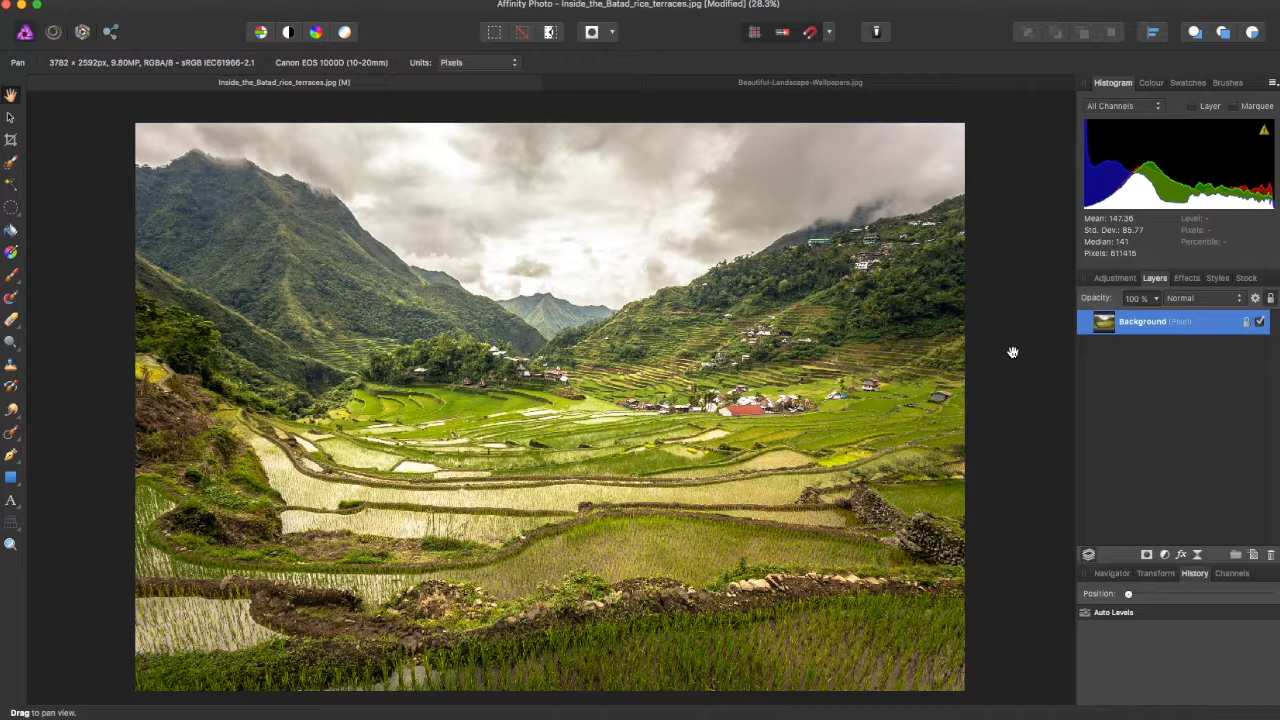 Affinity Photo - Inside_the_Batad_rice_terraces.jpg [Modified] (28.3%)
Pan 3782 × 2592px, 9.80MP, RGBA/8 - sRGB IEC61966-2.1 Canon EOS 1000D (10-20mm) Units: Pixels
Inside_the_Batad_rice_terraces.jpg [M] Beautiful-Landscape-Wallpapers.jpg
Histogram Colour Swatches Brushes
All Channels Layer Marquee
Mean: 147.36 Level: -
Std. Dev.: 85.77 Pixels: -
Median: 141 Percentile: -
Pixels: 611415
Adjustment Layers Effects Styles Stock
Opacity: 100 % Normal
Background (Pixel)
Navigator Transform History Channels
Position:
Auto Levels
A
Drag to pan view.